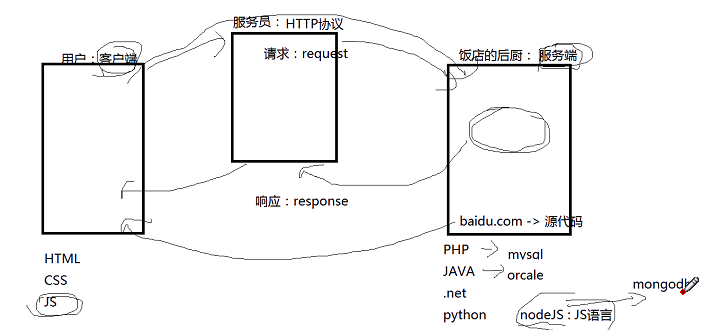 服务员：HTTP协议
用户：客户端
请求：request
饭店的后厨：服务端
响应：response
baidu.com -> 源代码
HTML
CSS
JS
PHP
mysql
JAVA
orcale
.net
python
nodeJS : JS语言
mongodb